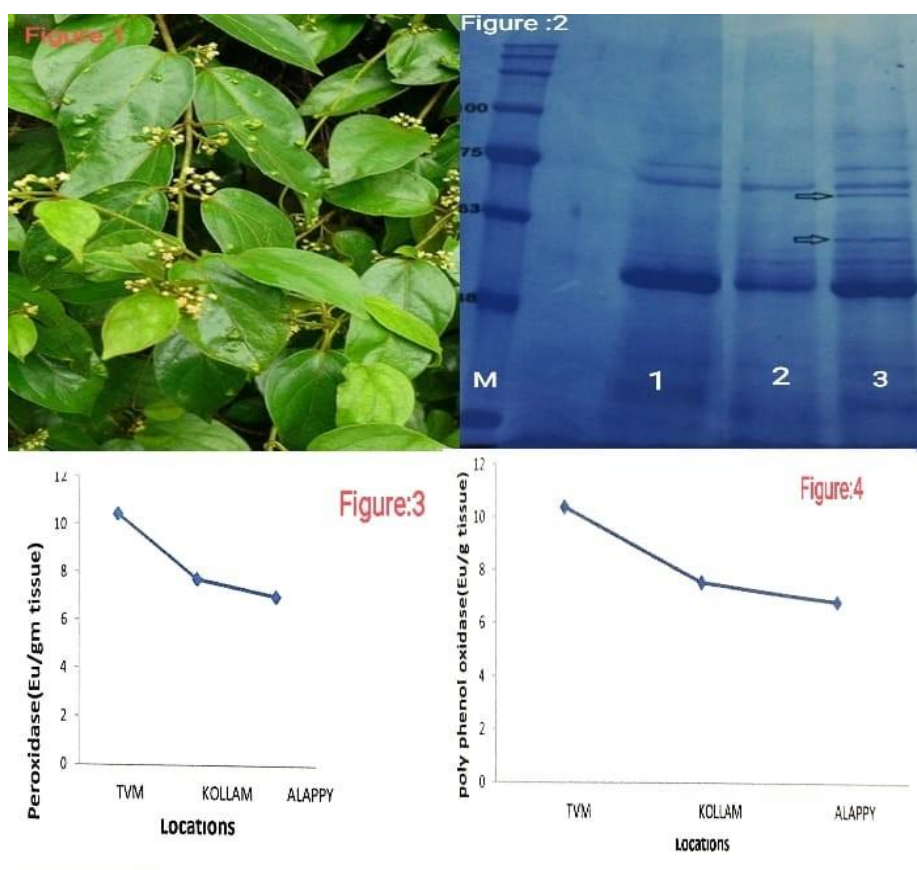 Figure 1
Figure :2
100
75
63
48
M
1
2
3
Figure:3
Peroxidase(Eu/gm tissue)
12
10
8
6
4
2
0
TVM KOLLAM ALAPPY
Locations
Figure:4
poly phenol oxidase(Eu/g tissue)
12
10
8
6
4
2
0
TVM KOLLAM ALAPPY
Locations